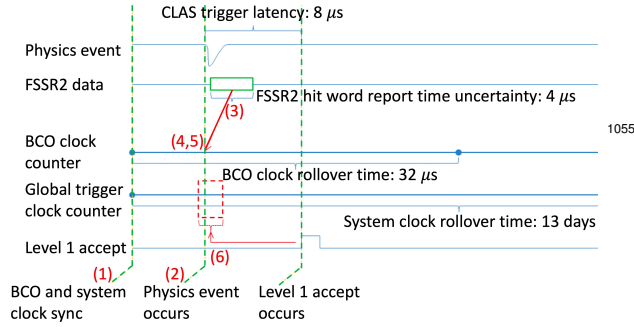 CLAS trigger latency: 8 μs
Physics event
FSSR2 data
FSSR2 hit word report time uncertainty: 4 μs
(3)
1055
(4,5)
BCO clock
counter
BCO clock rollover time: 32 μs
Global trigger
clock counter
System clock rollover time: 13 days
Level 1 accept
(6)
(1)
(2)
BCO and system
clock sync
Physics event
occurs
Level 1 accept
occurs